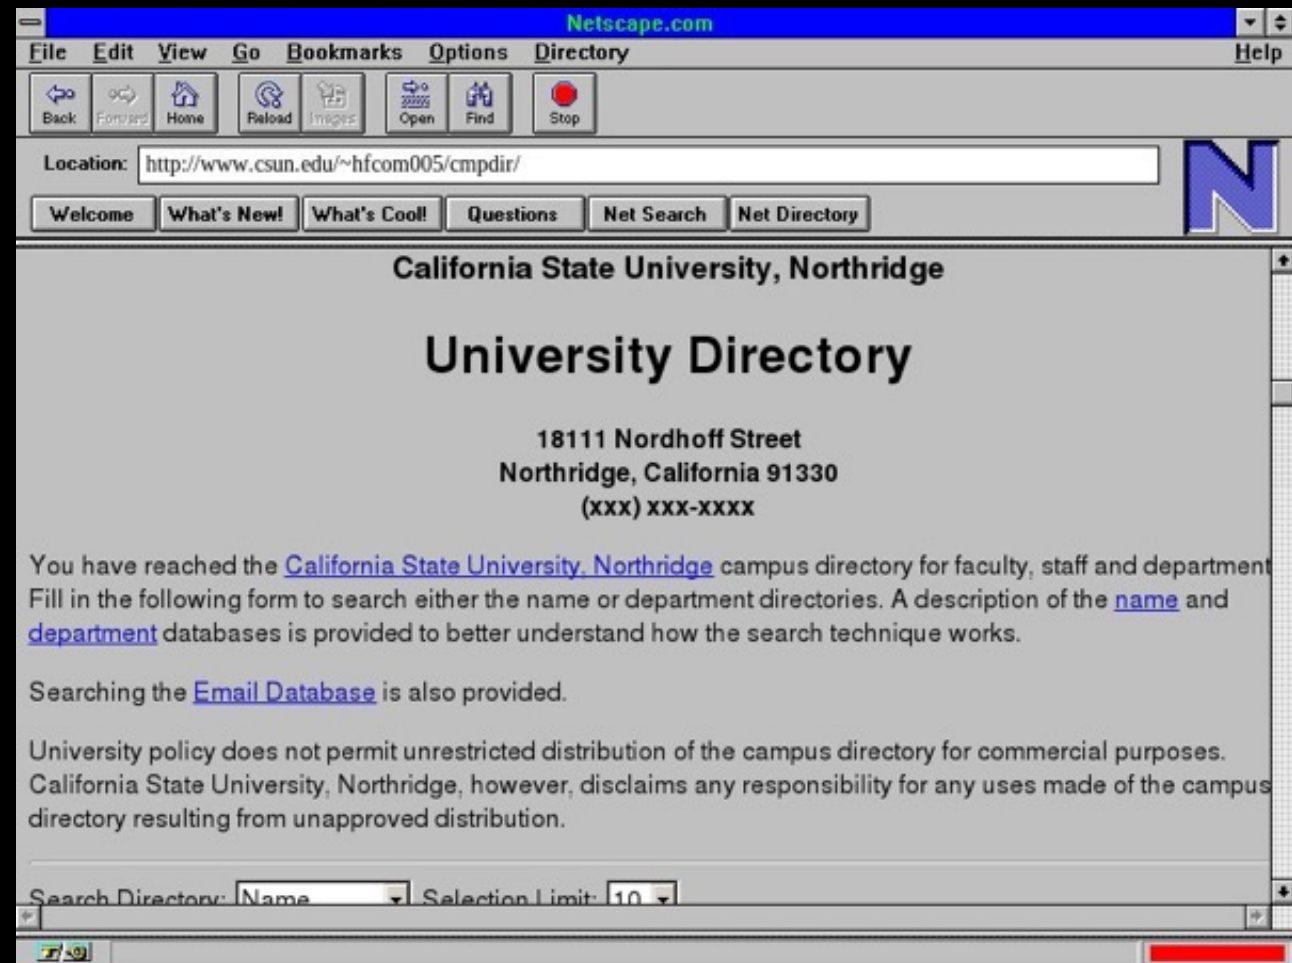 Netscape.com
File Edit View Go Bookmarks Options Directory Help
Back Forward Home Reload Images Open Find Stop
Location: http://www.csun.edu/~hfcom005/cmpdir/
N
Welcome What's New! What's Cool! Questions Net Search Net Directory
California State University, Northridge
University Directory
18111 Nordhoff Street
Northridge, California 91330
(xxx) xxx-xxxx
You have reached the California State University, Northridge campus directory for faculty, staff and department
Fill in the following form to search either the name or department directories. A description of the name and
department databases is provided to better understand how the search technique works.
Searching the Email Database is also provided.
University policy does not permit unrestricted distribution of the campus directory for commercial purposes.
California State University, Northridge, however, disclaims any responsibility for any uses made of the campus
directory resulting from unapproved distribution.
Search Directory: Name Selection Limit: 10